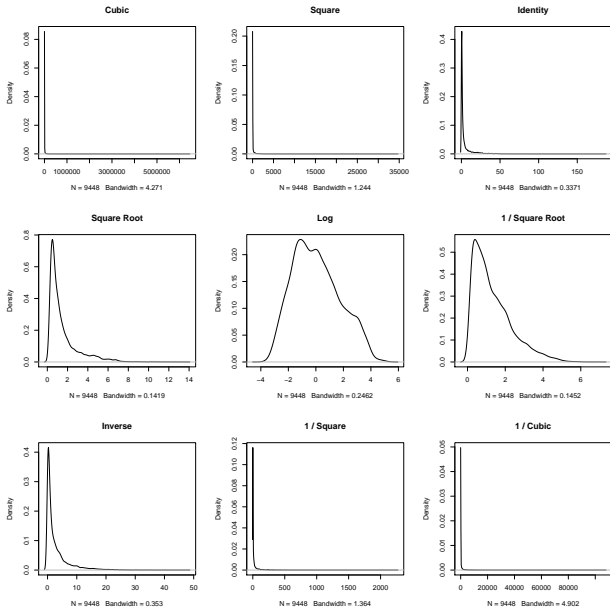 Cubic
Density
0.00 0.02 0.04 0.06 0.08
0 1000000 3000000 5000000
N = 9448 Bandwidth = 4.271
Square
Density
0.00 0.05 0.10 0.15 0.20
0 5000 15000 25000 35000
N = 9448 Bandwidth = 1.244
Identity
Density
0.0 0.1 0.2 0.3 0.4
0 50 100 150
N = 9448 Bandwidth = 0.3371
Square Root
Density
0.0 0.2 0.4 0.6 0.8
0 2 4 6 8 10 12 14
N = 9448 Bandwidth = 0.1419
Log
Density
0.00 0.05 0.10 0.15 0.20
−4 −2 0 2 4 6
N = 9448 Bandwidth = 0.2462
1 / Square Root
Density
0.0 0.1 0.2 0.3 0.4 0.5
0 2 4 6
N = 9448 Bandwidth = 0.1452
Inverse
Density
0.0 0.1 0.2 0.3 0.4
0 10 20 30 40 50
N = 9448 Bandwidth = 0.353
1 / Square
Density
0.00 0.02 0.04 0.06 0.08 0.10 0.12
0 500 1000 1500 2000
N = 9448 Bandwidth = 1.364
1 / Cubic
Density
0.00 0.01 0.02 0.03 0.04 0.05
0 20000 40000 60000 80000
N = 9448 Bandwidth = 4.902